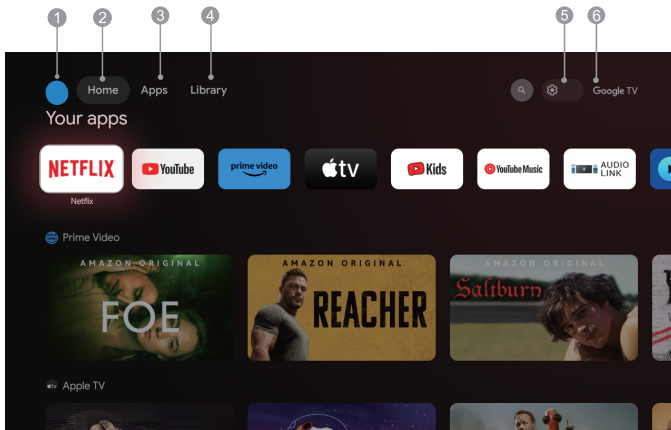 1 2 3 4 5 6
Home Apps Library Google TV
Your apps
NETFLIX YouTube prime video tv Kids YouTube Music AUDIO LINK
Netflix
Prime Video
AMAZON ORIGINAL AMAZON ORIGINAL AMAZON ORIGINAL
FOE REACHER Saltburn
tv Apple TV